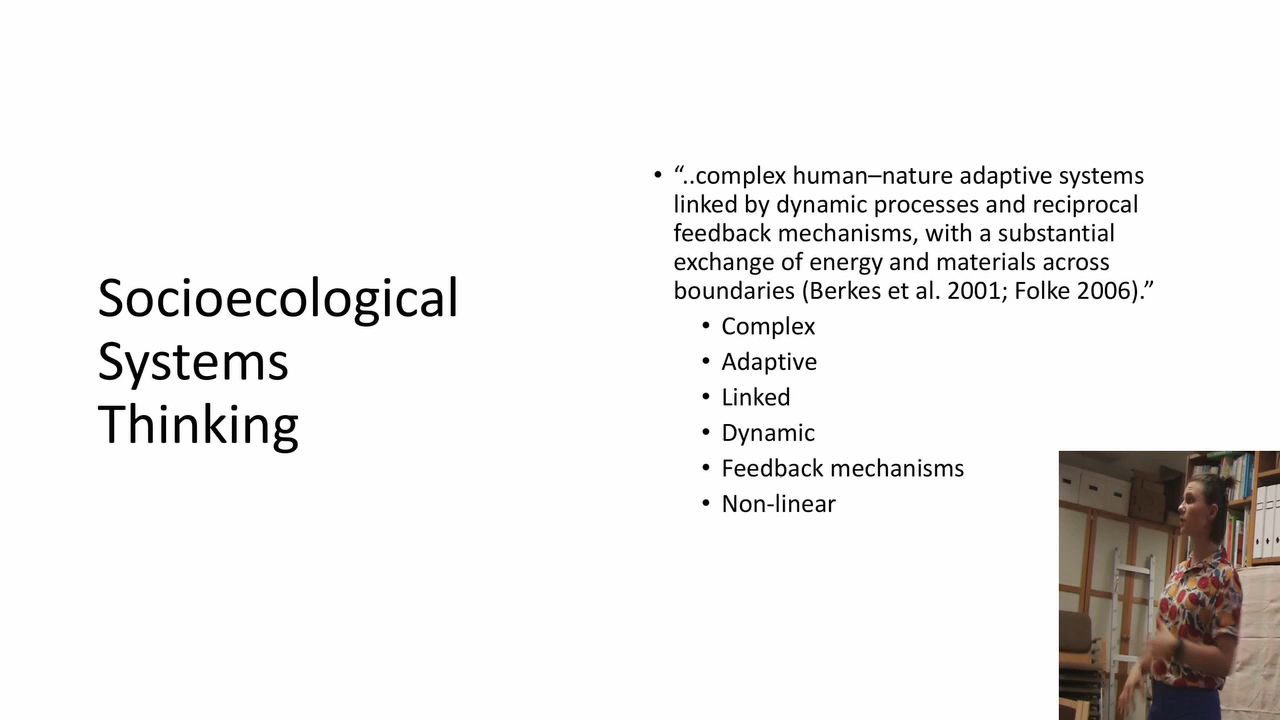 Socioecological
Systems
Thinking
• “..complex human–nature adaptive systems
linked by dynamic processes and reciprocal
feedback mechanisms, with a substantial
exchange of energy and materials across
boundaries (Berkes et al. 2001; Folke 2006).”
• Complex
• Adaptive
• Linked
• Dynamic
• Feedback mechanisms
• Non-linear